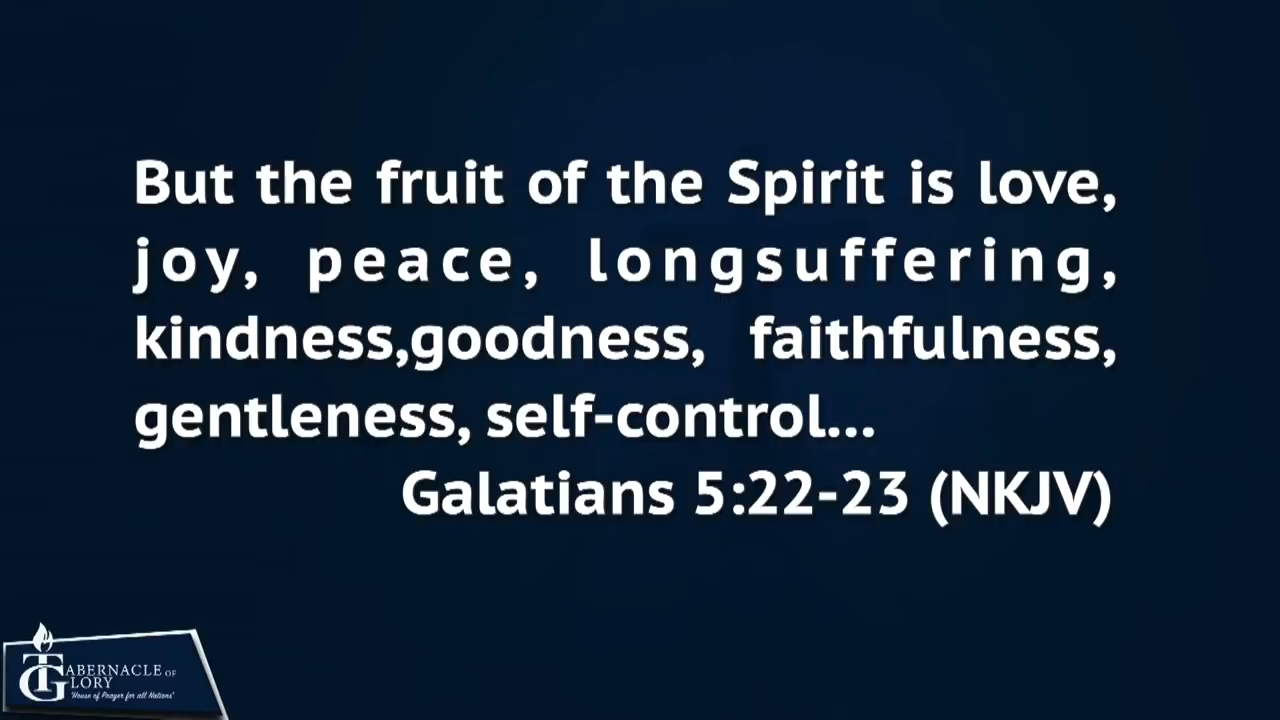 But the fruit of the Spirit is love,
joy, peace, longsuffering,
kindness,goodness, faithfulness,
gentleness, self-control...
Galatians 5:22-23 (NKJV)
TABERNACLE OF
GLORY
"House of Prayer for all Nations"